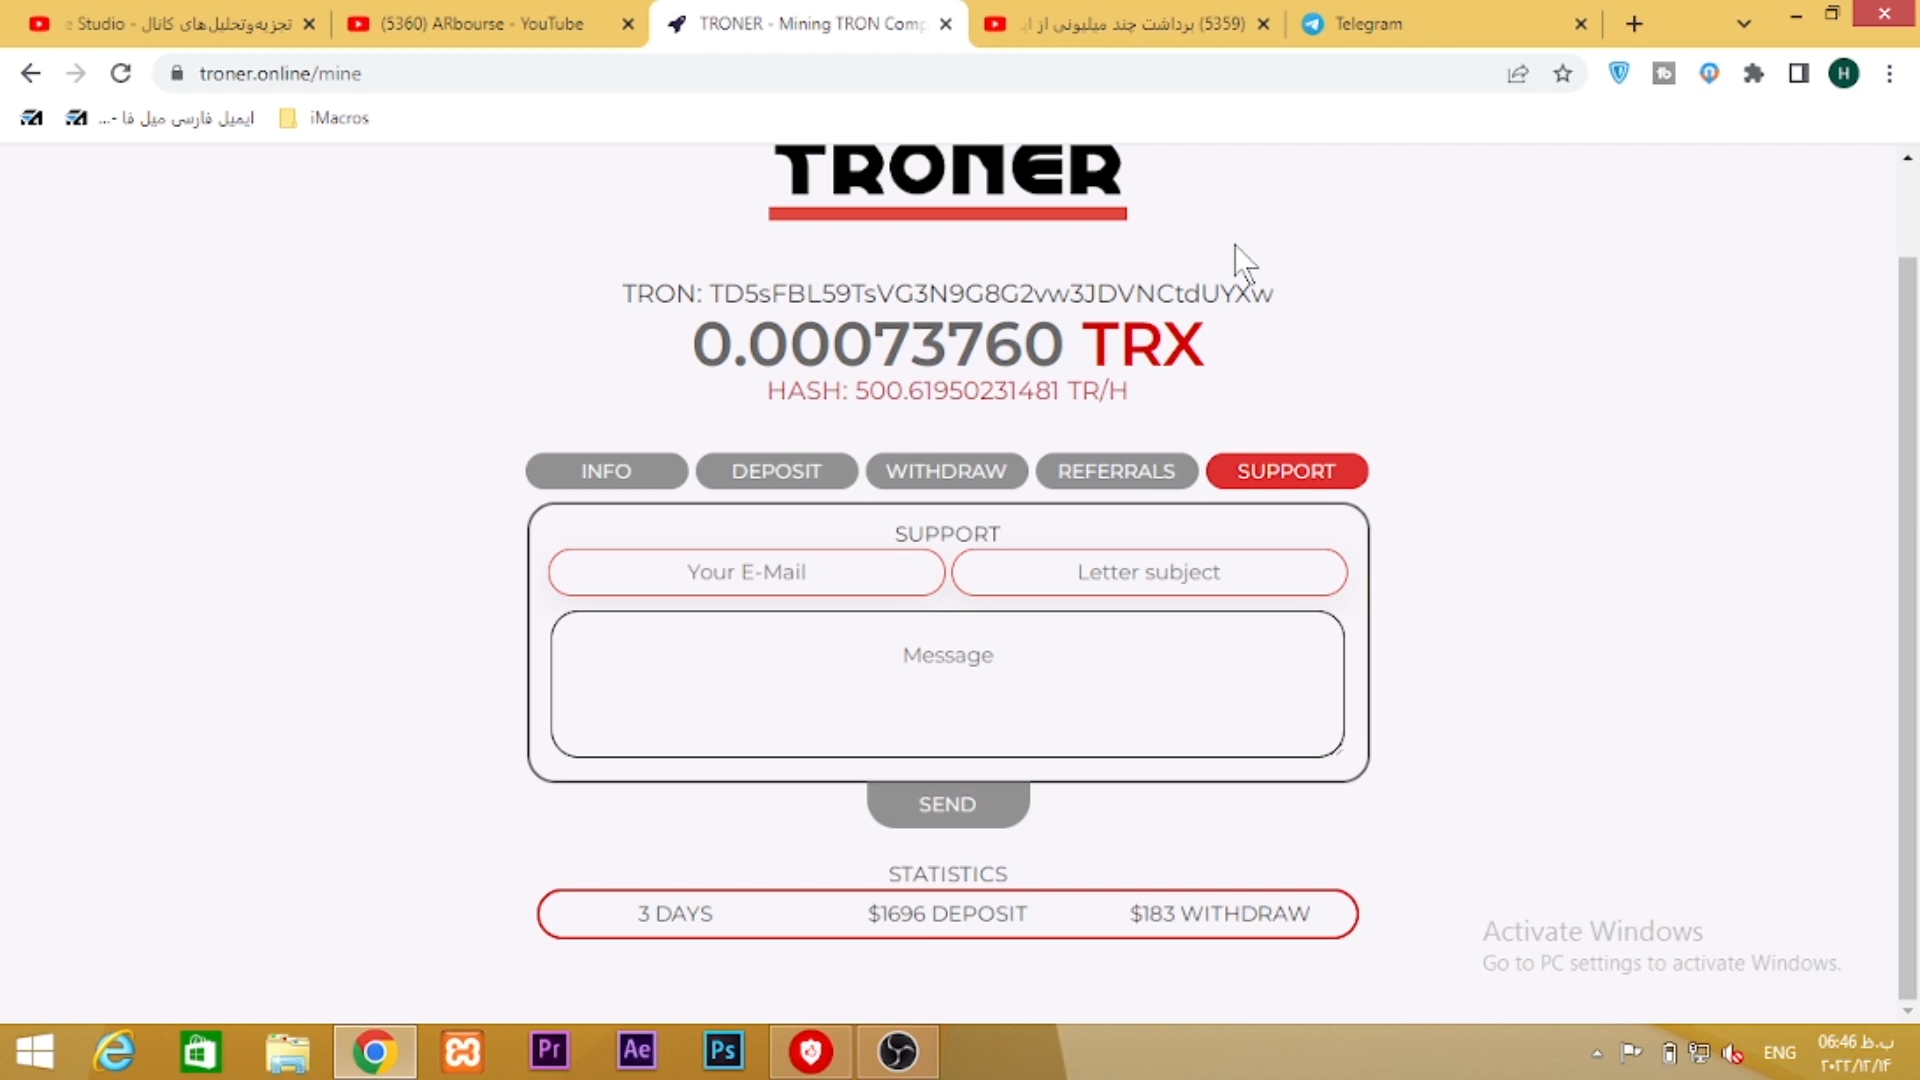 e Studio - تجزیه‌وتحلیل‌های کانال
(5360) ARbourse - YouTube
TRONER - Mining TRON Comp
(5359) برداشت چند میلیونی از ا
Telegram
troner.online/mine
H
ایمیل فارسی میل فا -...
iMacros
TRONER
TRON: TD5sFBL59TsVG3N9G8G2vw3JDVNCtdUYXw
0.00073760 TRX
HASH: 500.61950231481 TR/H
INFO
DEPOSIT
WITHDRAW
REFERRALS
SUPPORT
SUPPORT
Your E-Mail
Letter subject
Message
SEND
STATISTICS
3 DAYS
$1696 DEPOSIT
$183 WITHDRAW
Activate Windows
Go to PC settings to activate Windows.
Pr
Ae
Ps
ENG
06:46 ب.ظ
۲۰۲۲/۱۲/۱۴